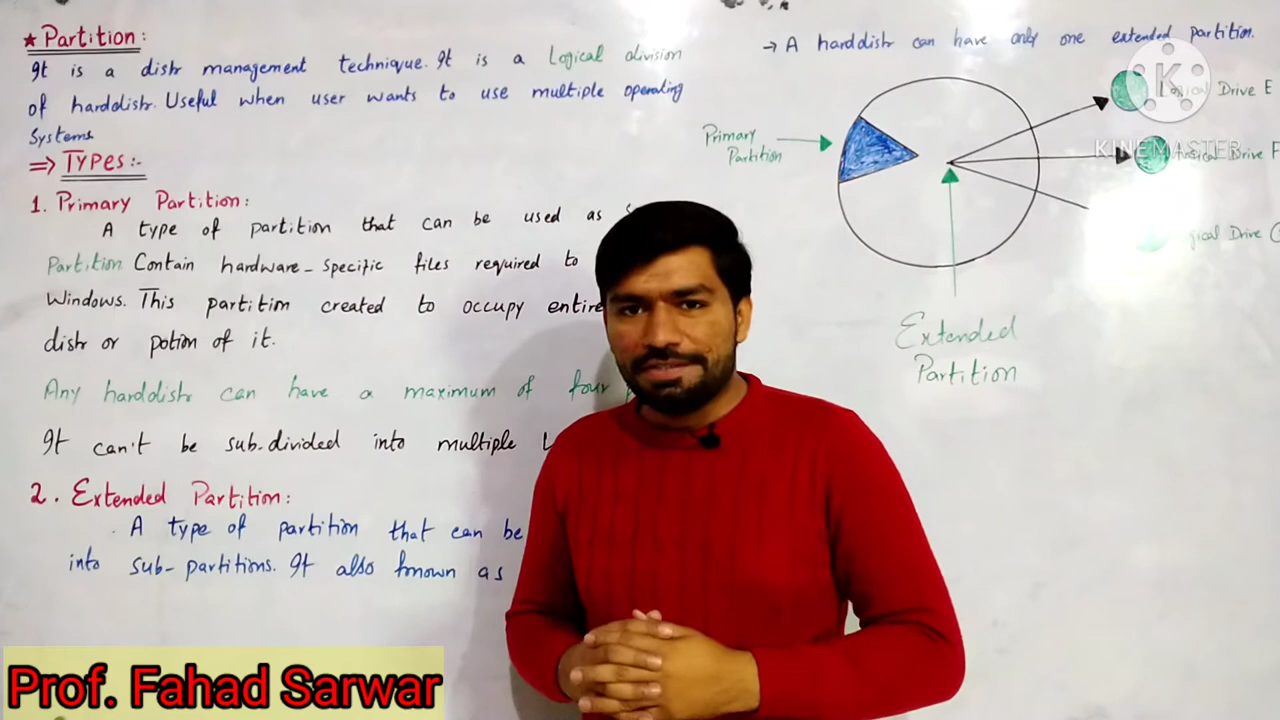 ★ Partition:
It is a disk management technique. It is a Logical division
of harddisk. Useful when user wants to use multiple operating
Systems
⇒ Types:-
1. Primary Partition:
A type of partition that can be used as
Partition. Contain hardware-specific files required to
Windows. This partition created to occupy entire
disk or potion of it.
Any harddisk can have a maximum of four
It can't be sub-divided into multiple
2. Extended Partition:
A type of partition that can be
into sub-partitions. It also known as
→ A harddisk can have only one extended partition.
Primary
Partition
Drive E
Drive F
Drive
Extended
Partition
K
KINEMASTER
Prof. Fahad Sarwar